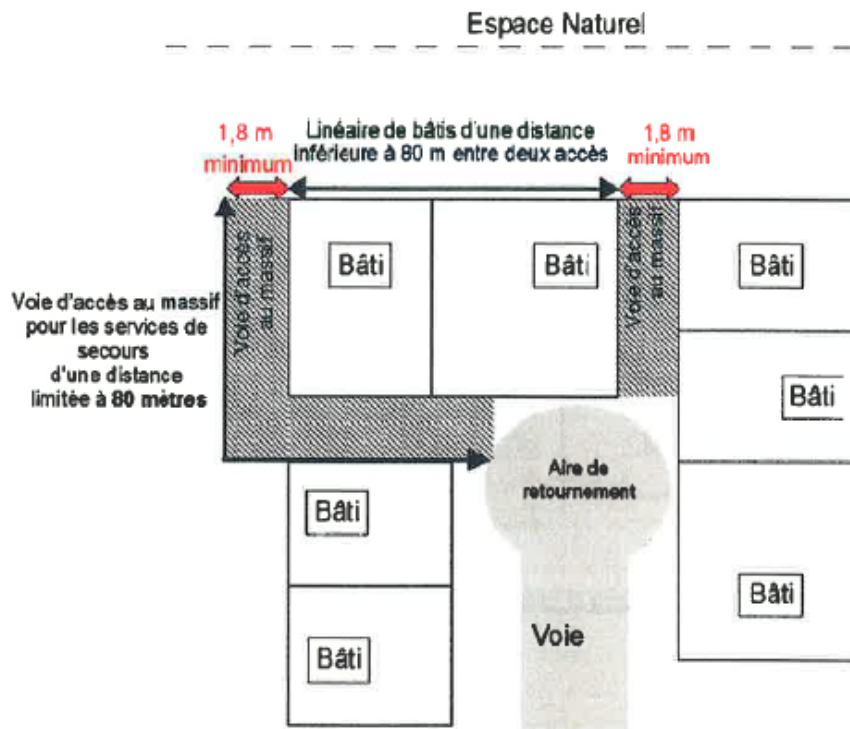 Espace Naturel
1,8 m
minimum
Linéaire de bâtis d'une distance
inférieure à 80 m entre deux accès
1,8 m
minimum
Voie d'accès
au massif
Bâti
Bâti
Voie d'accès
au massif
Bâti
Voie d'accès au massif
pour les services de
secours
d'une distance
limitée à 80 mètres
Bâti
Aire de
retournement
Bâti
Bâti
Voie
Bâti